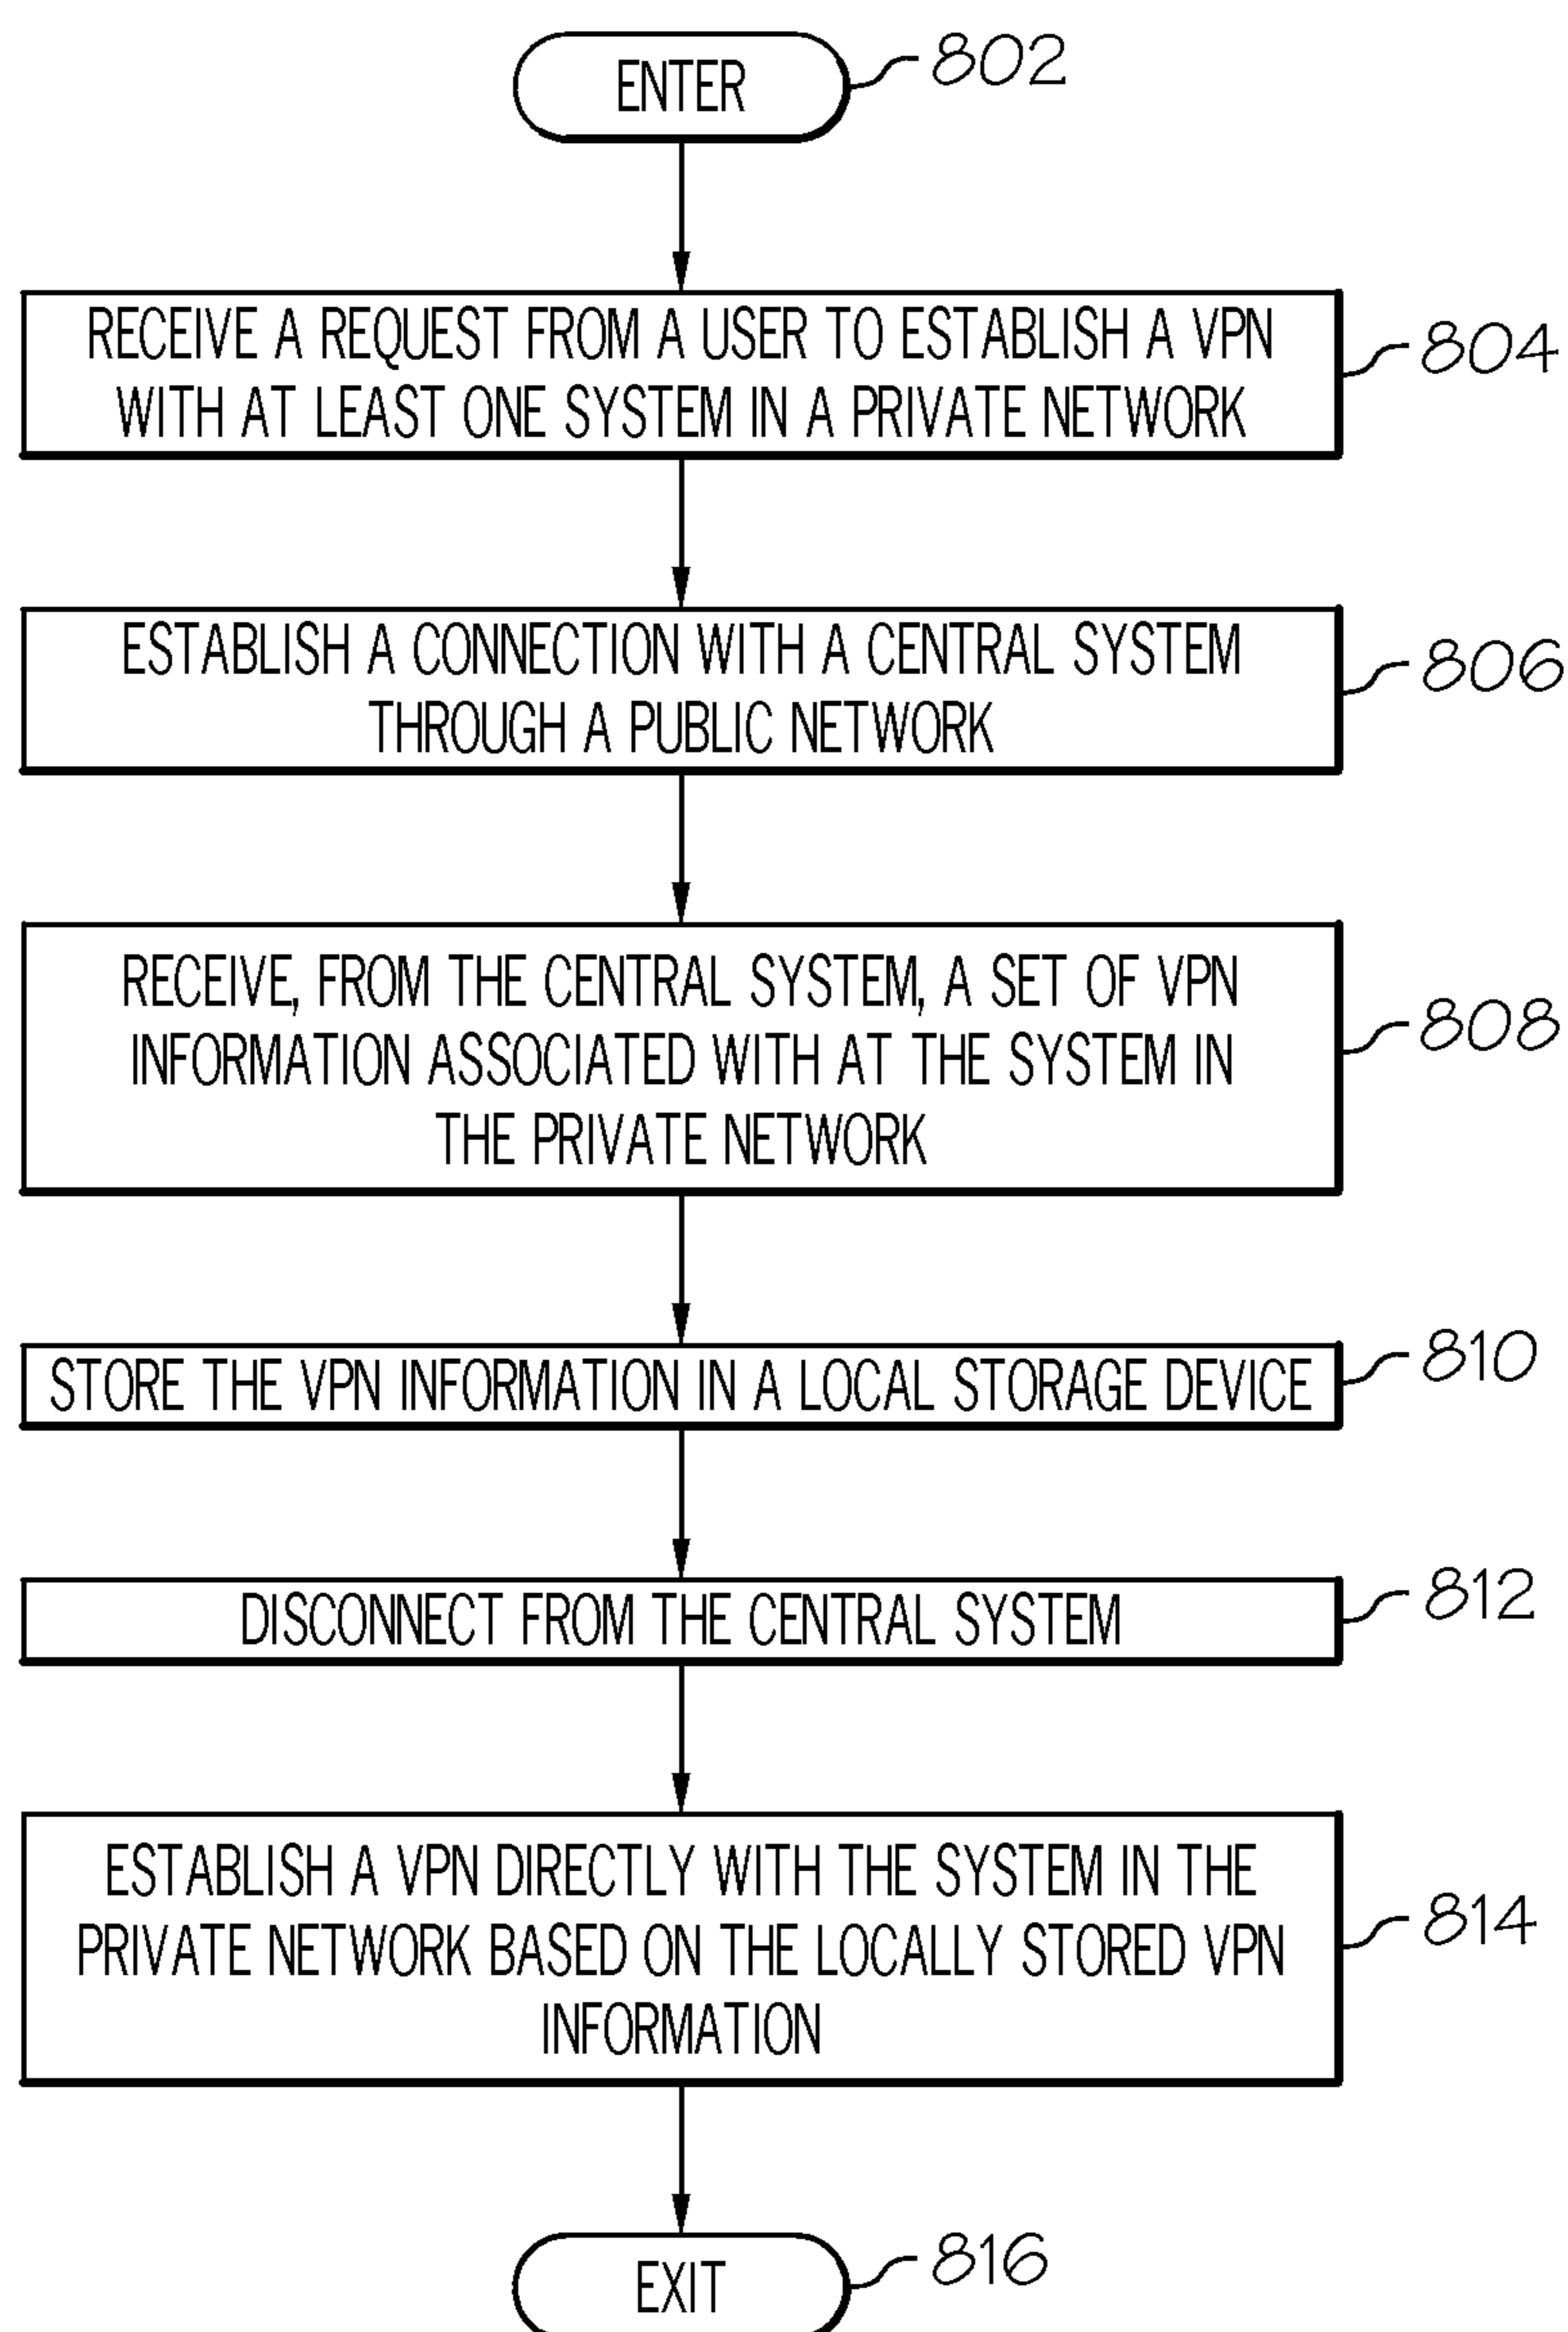 ENTER
802
RECEIVE A REQUEST FROM A USER TO ESTABLISH A VPN
WITH AT LEAST ONE SYSTEM IN A PRIVATE NETWORK
804
ESTABLISH A CONNECTION WITH A CENTRAL SYSTEM
THROUGH A PUBLIC NETWORK
806
RECEIVE, FROM THE CENTRAL SYSTEM, A SET OF VPN
INFORMATION ASSOCIATED WITH AT THE SYSTEM IN
THE PRIVATE NETWORK
808
STORE THE VPN INFORMATION IN A LOCAL STORAGE DEVICE
810
DISCONNECT FROM THE CENTRAL SYSTEM
812
ESTABLISH A VPN DIRECTLY WITH THE SYSTEM IN THE
PRIVATE NETWORK BASED ON THE LOCALLY STORED VPN
INFORMATION
814
EXIT
816